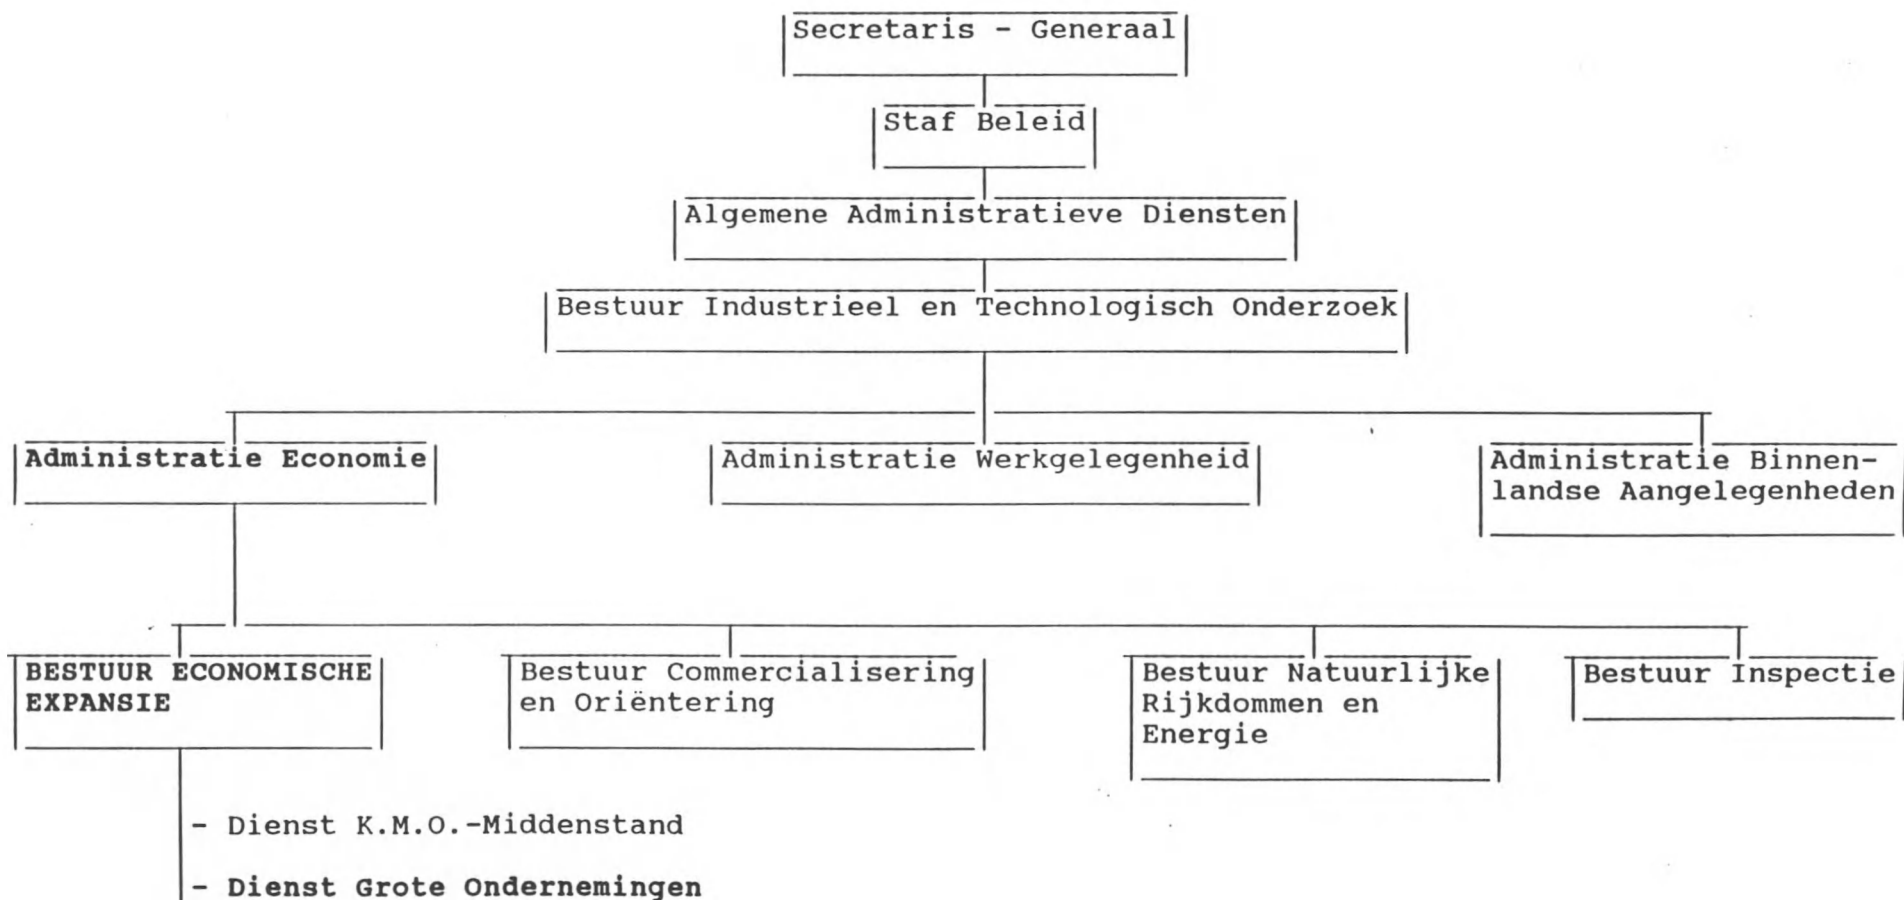 Secretaris - Generaal
Staf Beleid
Algemene Administratieve Diensten
Bestuur Industrieel en Technologisch Onderzoek
Administratie Economie
Administratie Werkgelegenheid
Administratie Binnen-
landse Aangelegenheden
BESTUUR ECONOMISCHE
EXPANSIE
Bestuur Commercialisering
en Oriëntering
Bestuur Natuurlijke
Rijkdommen en
Energie
Bestuur Inspectie
- Dienst K.M.O.-Middenstand
- Dienst Grote Ondernemingen